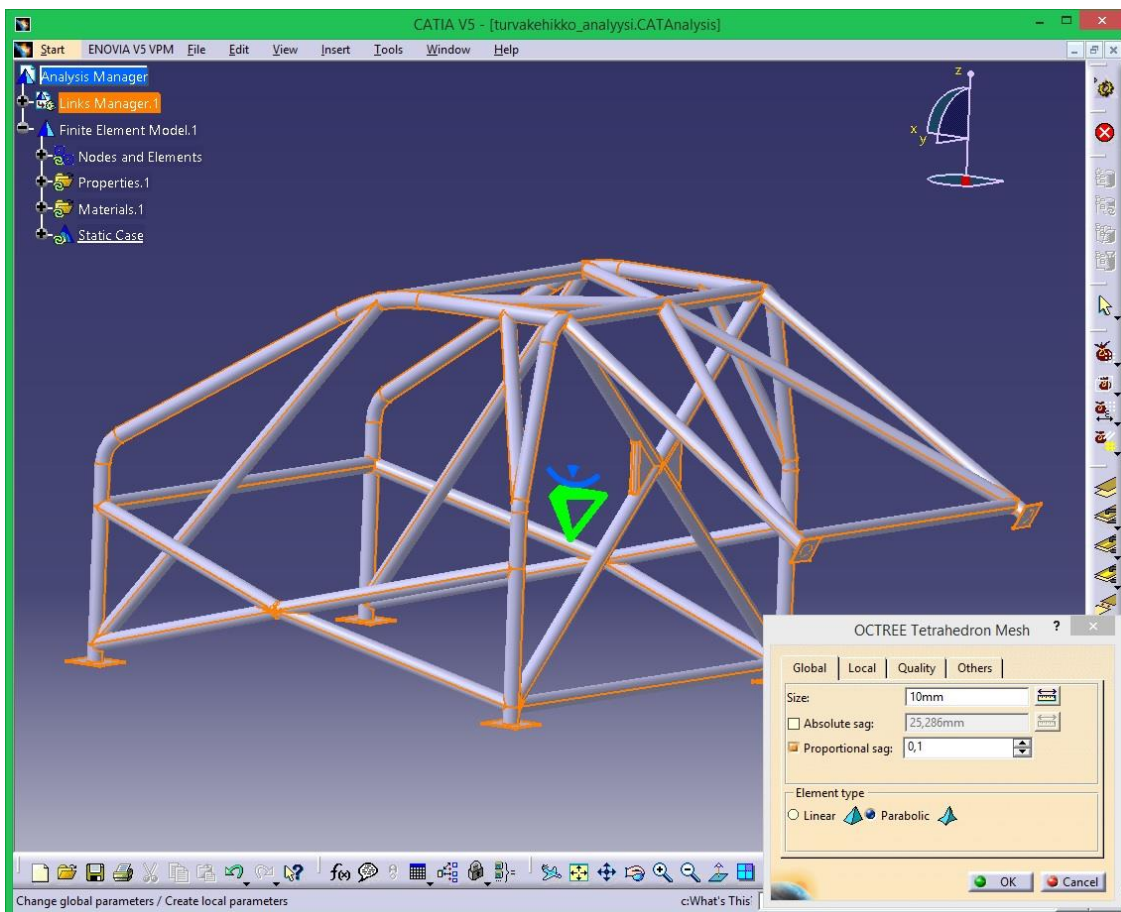 CATIA V5 - [turvakehikko_analyysi.CATAnalysis]
Start ENOVIA V5 VPM File Edit View Insert Tools Window Help
Analysis Manager
Links Manager.1
Finite Element Model.1
Nodes and Elements
Properties.1
Materials.1
Static Case
z
x
y
OCTREE Tetrahedron Mesh ?
Global Local Quality Others
Size: 10mm
Absolute sag: 25,286mm
Proportional sag: 0,1
Element type
Linear Parabolic
OK Cancel
f(x)
Change global parameters / Create local parameters c:What's This